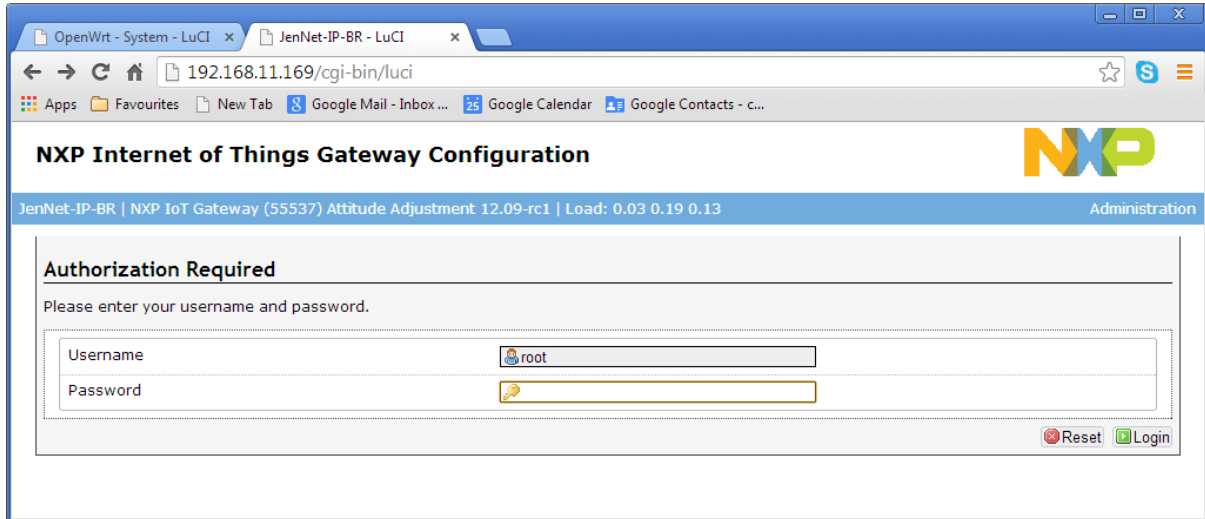 OpenWrt - System - LuCI x JenNet-IP-BR - LuCI x
192.168.11.169/cgi-bin/luci
Apps Favourites New Tab 8 Google Mail - Inbox ... 25 Google Calendar Google Contacts - c...
NXP Internet of Things Gateway Configuration NXP
JenNet-IP-BR | NXP IoT Gateway (55537) Attitude Adjustment 12.09-rc1 | Load: 0.03 0.19 0.13 Administration
Authorization Required
Please enter your username and password.
Username root
Password
Reset Login